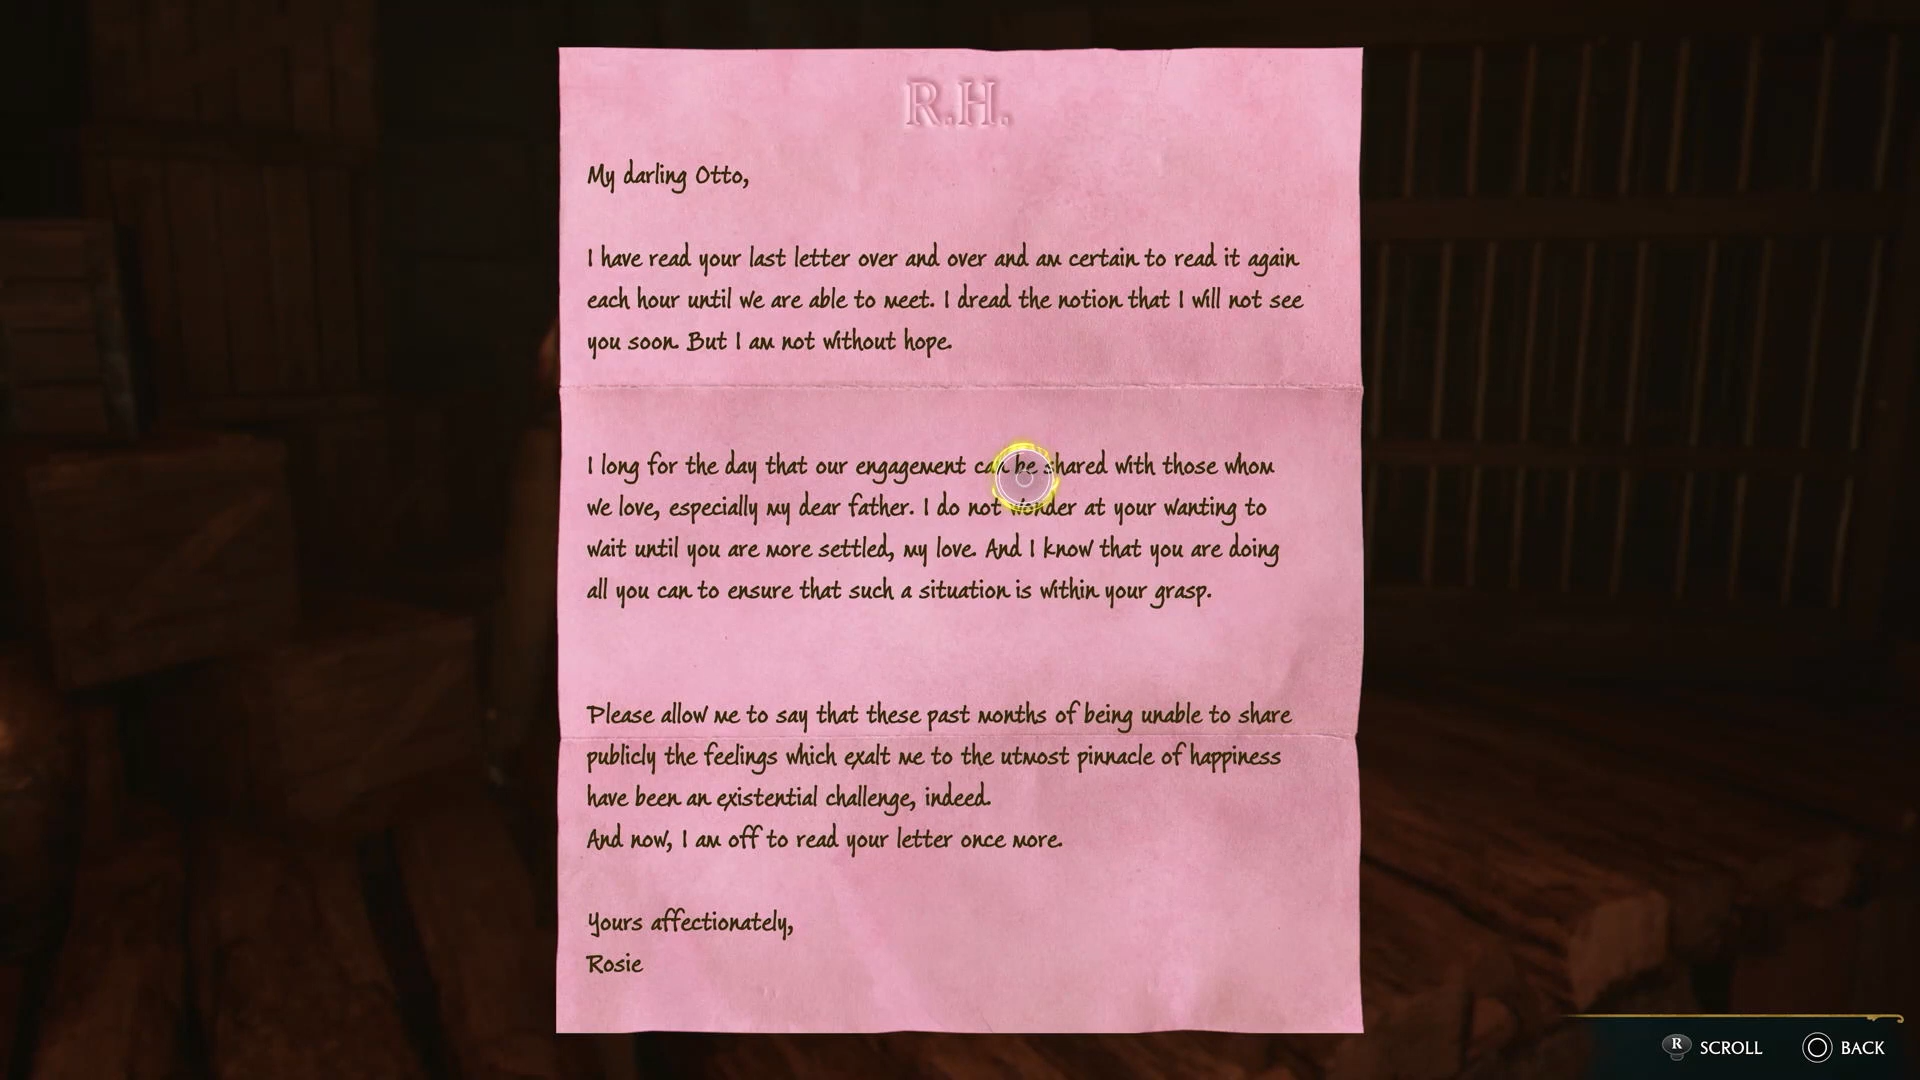 R.H.
My darling Otto,
I have read your last letter over and over and am certain to read it again
each hour until we are able to meet. I dread the notion that I will not see
you soon. But I am not without hope.
I long for the day that our engagement can be shared with those whom
we love, especially my dear father. I do not wonder at your wanting to
wait until you are more settled, my love. And I know that you are doing
all you can to ensure that such a situation is within your grasp.
Please allow me to say that these past months of being unable to share
publicly the feelings which exalt me to the utmost pinnacle of happiness
have been an existential challenge, indeed.
And now, I am off to read your letter once more.
Yours affectionately,
Rosie
R SCROLL BACK